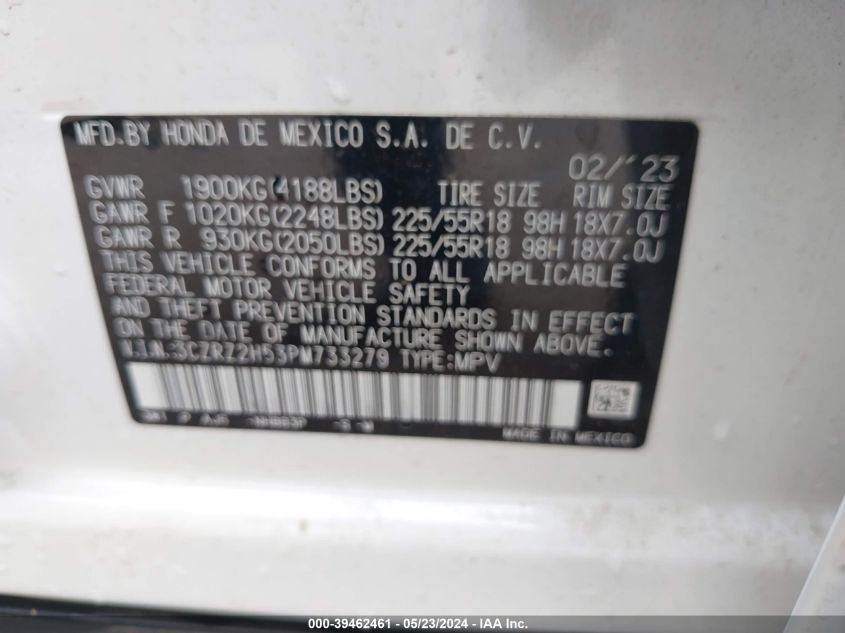 MFD.BY HONDA DE MEXICO S.A. DE C.V.
02/'23
GVWR 1900KG(4188LBS) TIRE SIZE RIM SIZE
GAWR F 1020KG(2248LBS) 225/55R18 98H 18X7.0J
GAWR R 930KG(2050LBS) 225/55R18 98H 18X7.0J
THIS VEHICLE CONFORMS TO ALL APPLICABLE
FEDERAL MOTOR VEHICLE SAFETY
AND THEFT PREVENTION STANDARDS IN EFFECT
ON THE DATE OF MANUFACTURE SHOWN ABOVE.
V.I.N.:3CZRZ2H53PM733279 TYPE:MPV
MADE IN MEXICO
000-39462461 - 05/23/2024 - IAA Inc.